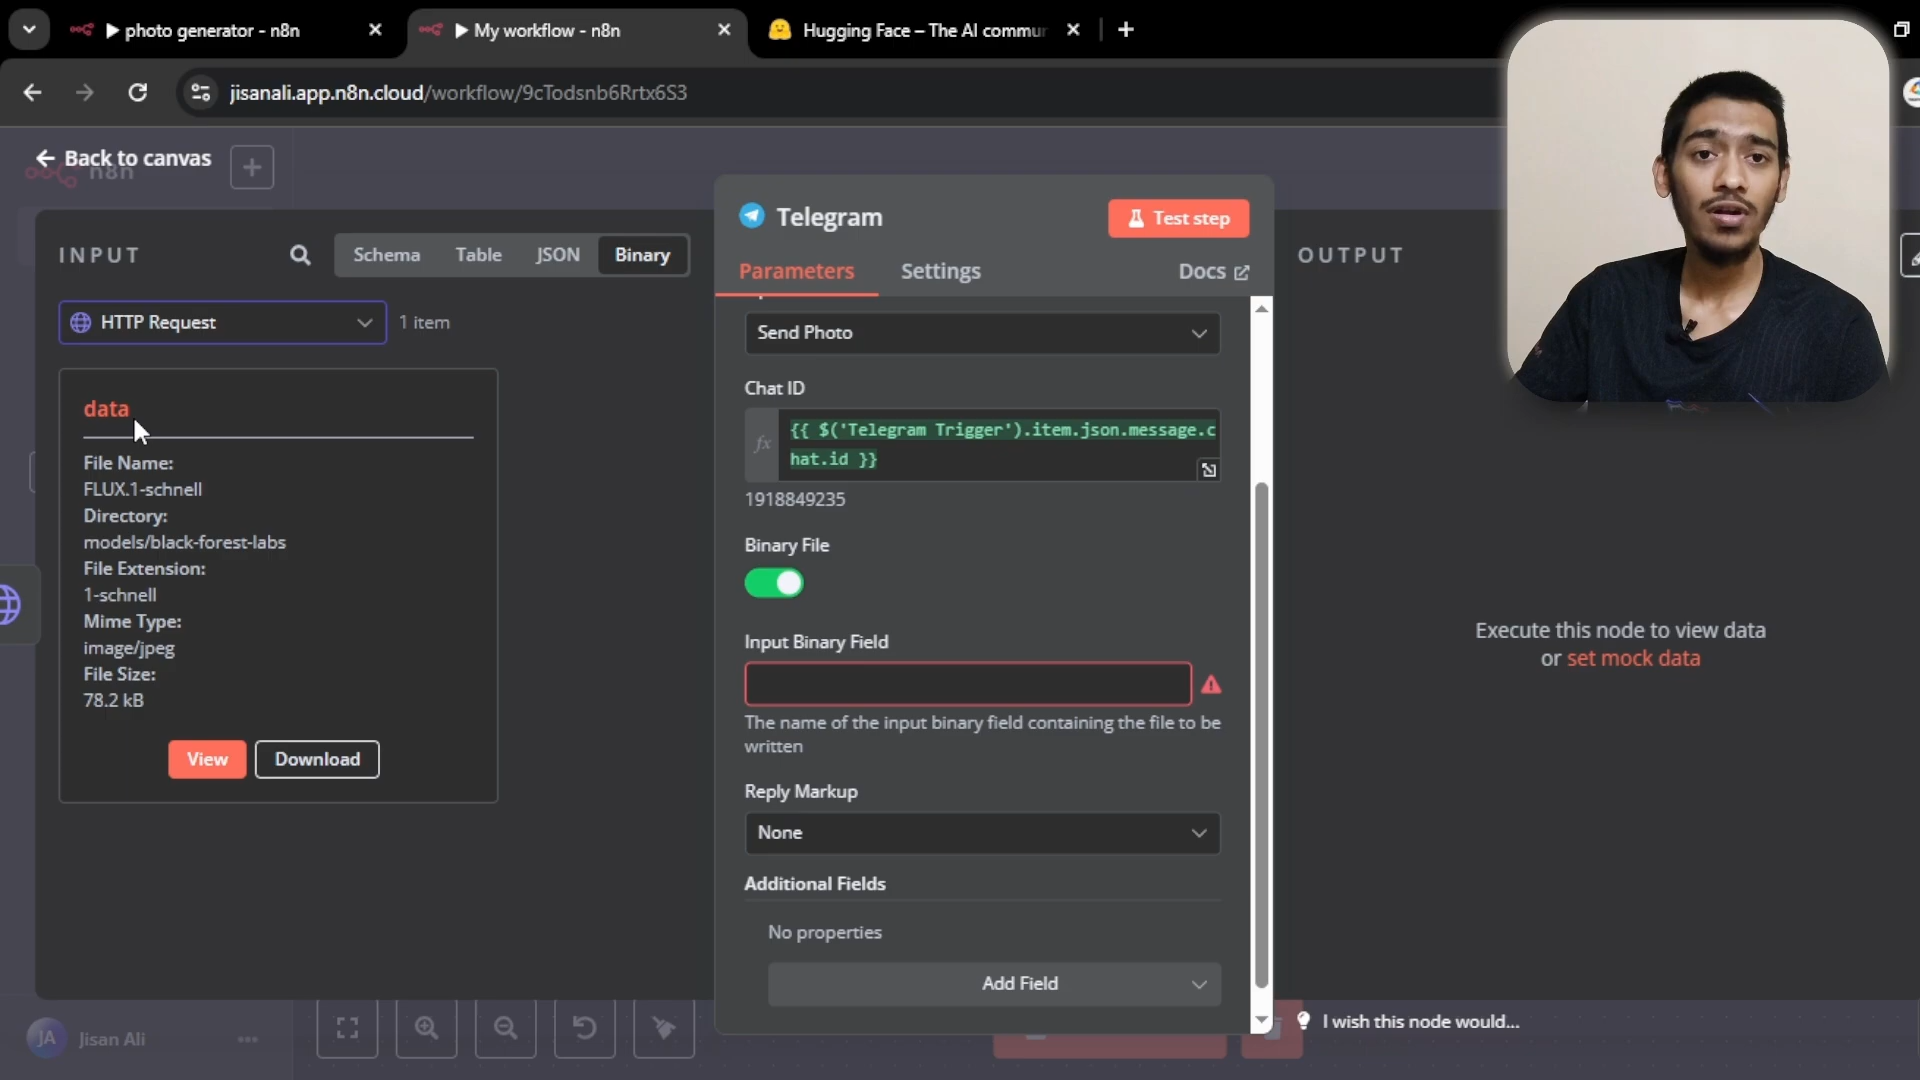 photo generator - n8n
My workflow - n8n
Hugging Face – The AI commun
jisanali.app.n8n.cloud/workflow/9cTodsnb6Rrtx6S3
Back to canvas
n8n
INPUT
Schema
Table
JSON
Binary
HTTP Request
1 item
data
File Name:
FLUX.1-schnell
Directory:
models/black-forest-labs
File Extension:
1-schnell
Mime Type:
image/jpeg
File Size:
78.2 kB
View
Download
Telegram
Test step
Parameters
Settings
Docs
Send Photo
Chat ID
fx
{{ $('Telegram Trigger').item.json.message.c
hat.id }}
1918849235
Binary File
Input Binary Field
The name of the input binary field containing the file to be
written
Reply Markup
None
Additional Fields
No properties
Add Field
OUTPUT
Execute this node to view data
or set mock data
I wish this node would...
JA
Jisan Ali